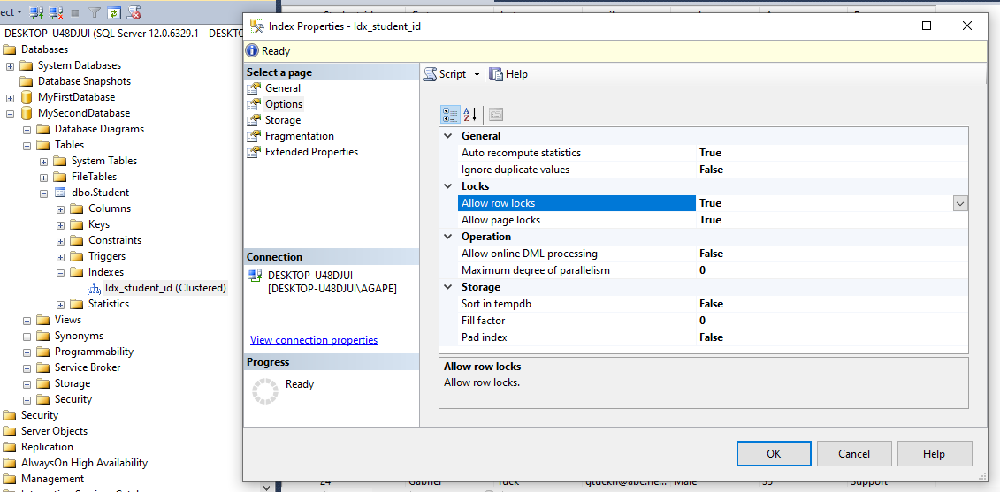 ect
DESKTOP-U48DJUI (SQL Server 12.0.6329.1 - DESKTO
Databases
System Databases
Database Snapshots
MyFirstDatabase
MySecondDatabase
Database Diagrams
Tables
System Tables
FileTables
dbo.Student
Columns
Keys
Constraints
Triggers
Indexes
Idx_student_id (Clustered)
Statistics
Views
Synonyms
Programmability
Service Broker
Storage
Security
Security
Server Objects
Replication
AlwaysOn High Availability
Management
Index Properties - Idx_student_id
Ready
Select a page
General
Options
Storage
Fragmentation
Extended Properties
Connection
DESKTOP-U48DJUI
[DESKTOP-U48DJUI\AGAPE]
View connection properties
Progress
Ready
Script
Help
General
Auto recompute statistics True
Ignore duplicate values False
Locks
Allow row locks True
Allow page locks True
Operation
Allow online DML processing False
Maximum degree of parallelism 0
Storage
Sort in tempdb False
Fill factor 0
Pad index False
Allow row locks
Allow row locks.
OK Cancel Help